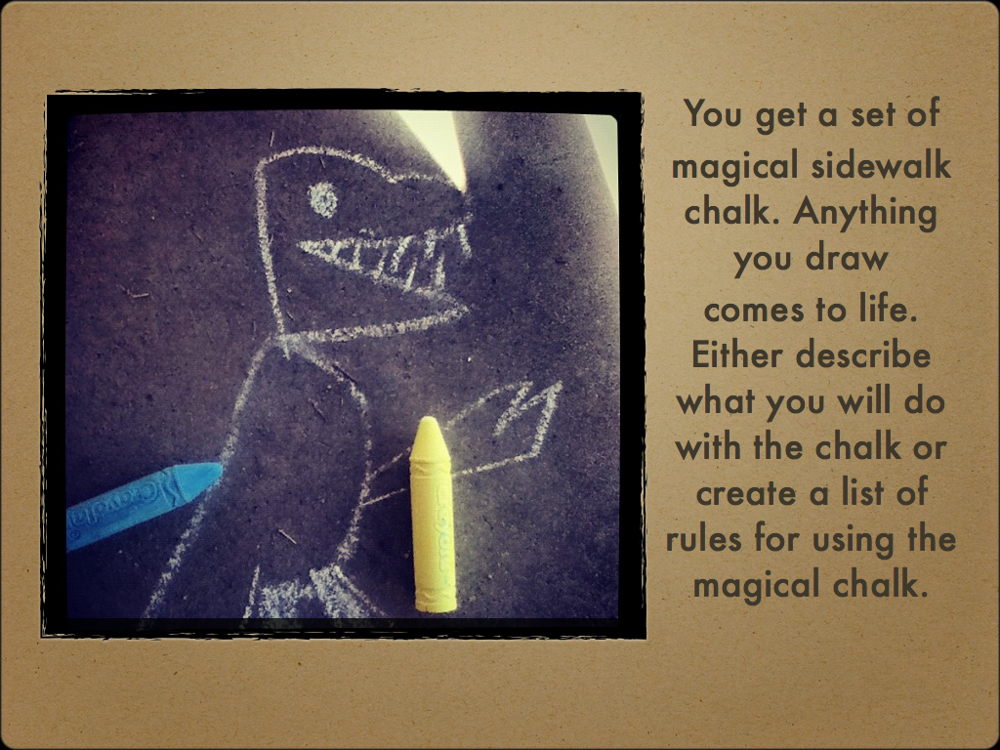 You get a set of
magical sidewalk
chalk. Anything
you draw
comes to life.
Either describe
what you will do
with the chalk or
create a list of
rules for using the
magical chalk.
Crayola